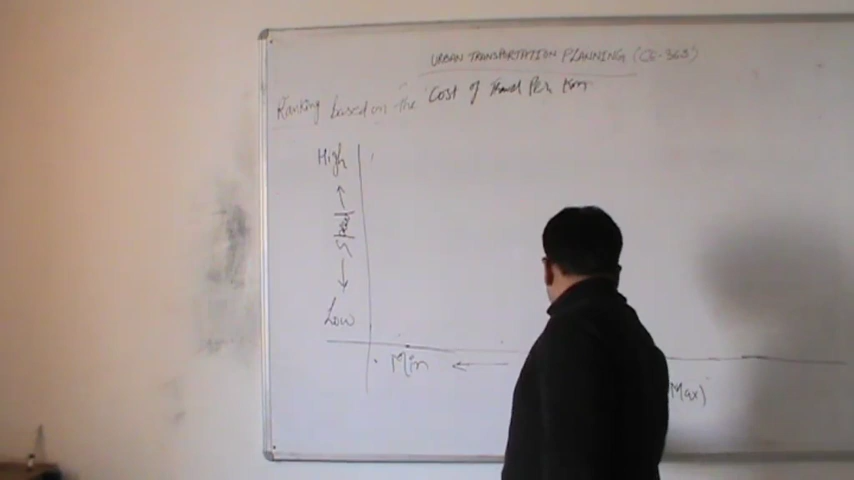 URBAN TRANSPORTATION PLANNING (CE-363)
Ranking based on the Cost of Travel Per Km
High
Speed
Low
Min
Max)